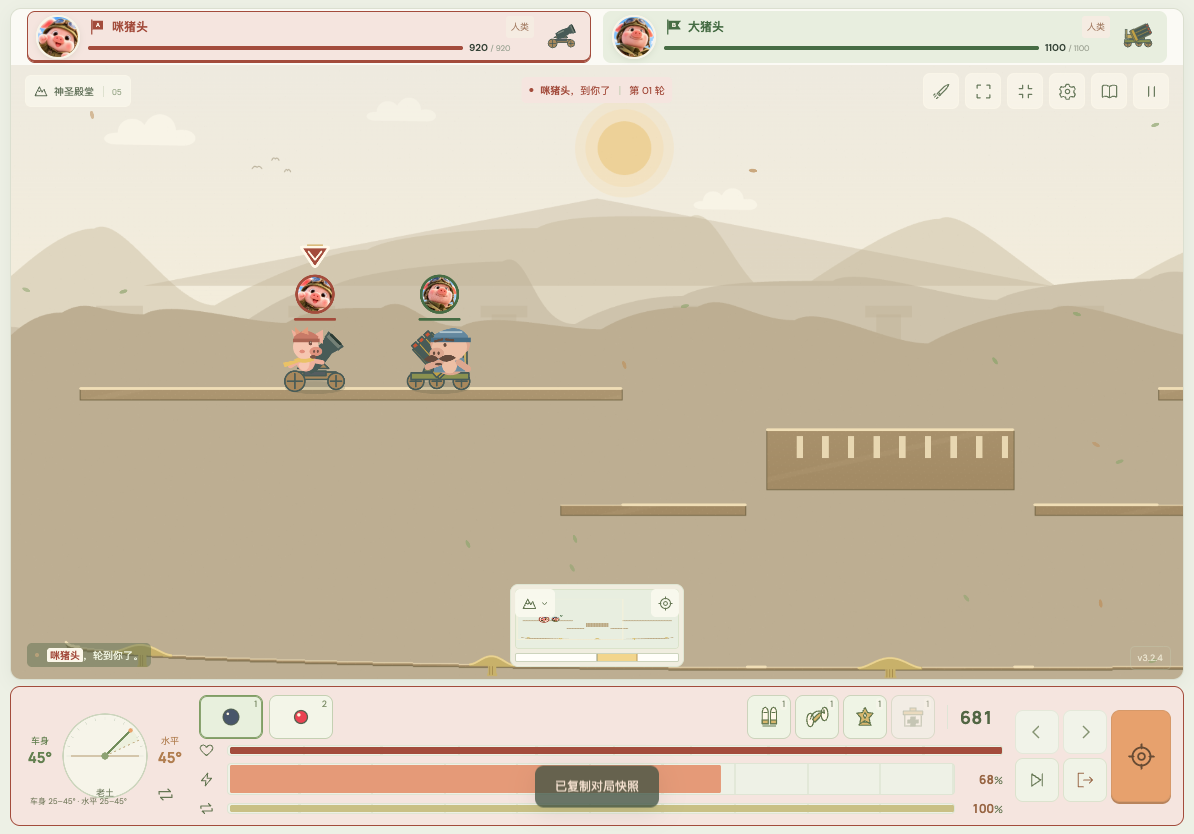 咪猪头
人类
920 / 920
大猪头
人类
1100 / 1100
神圣殿堂 05
咪猪头，到你了 | 第 01 轮
咪猪头，轮到你了。
v3.2.4
车身
45°
水平
45°
老土
车身 25–45° · 水平 25–45°
1
2
1
1
1
1
681
68%
已复制对局快照
100%